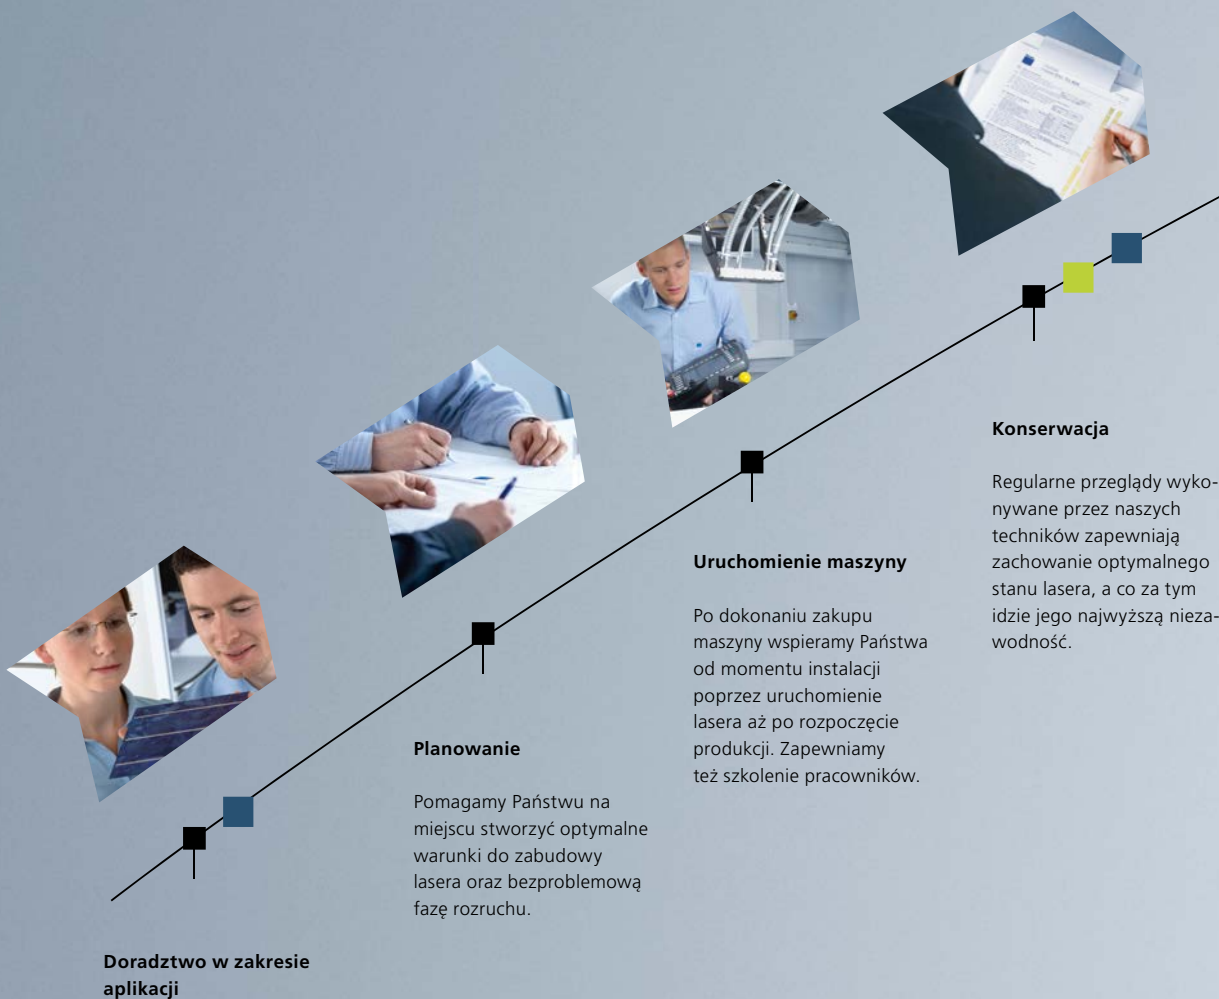 Doradztwo w zakresie
aplikacji
Planowanie
Pomagamy Państwu na
miejscu stworzyć optymalne
warunki do zabudowy
lasera oraz bezproblemową
fazę rozruchu.
Uruchomienie maszyny
Po dokonaniu zakupu
maszyny wspieramy Państwa
od momentu instalacji
poprzez uruchomienie
lasera aż po rozpoczęcie
produkcji. Zapewniamy
też szkolenie pracowników.
Konserwacja
Regularne przeglądy wyko-
nywane przez naszych
techników zapewniają
zachowanie optymalnego
stanu lasera, a co za tym
idzie jego najwyższą nieza-
wodność.